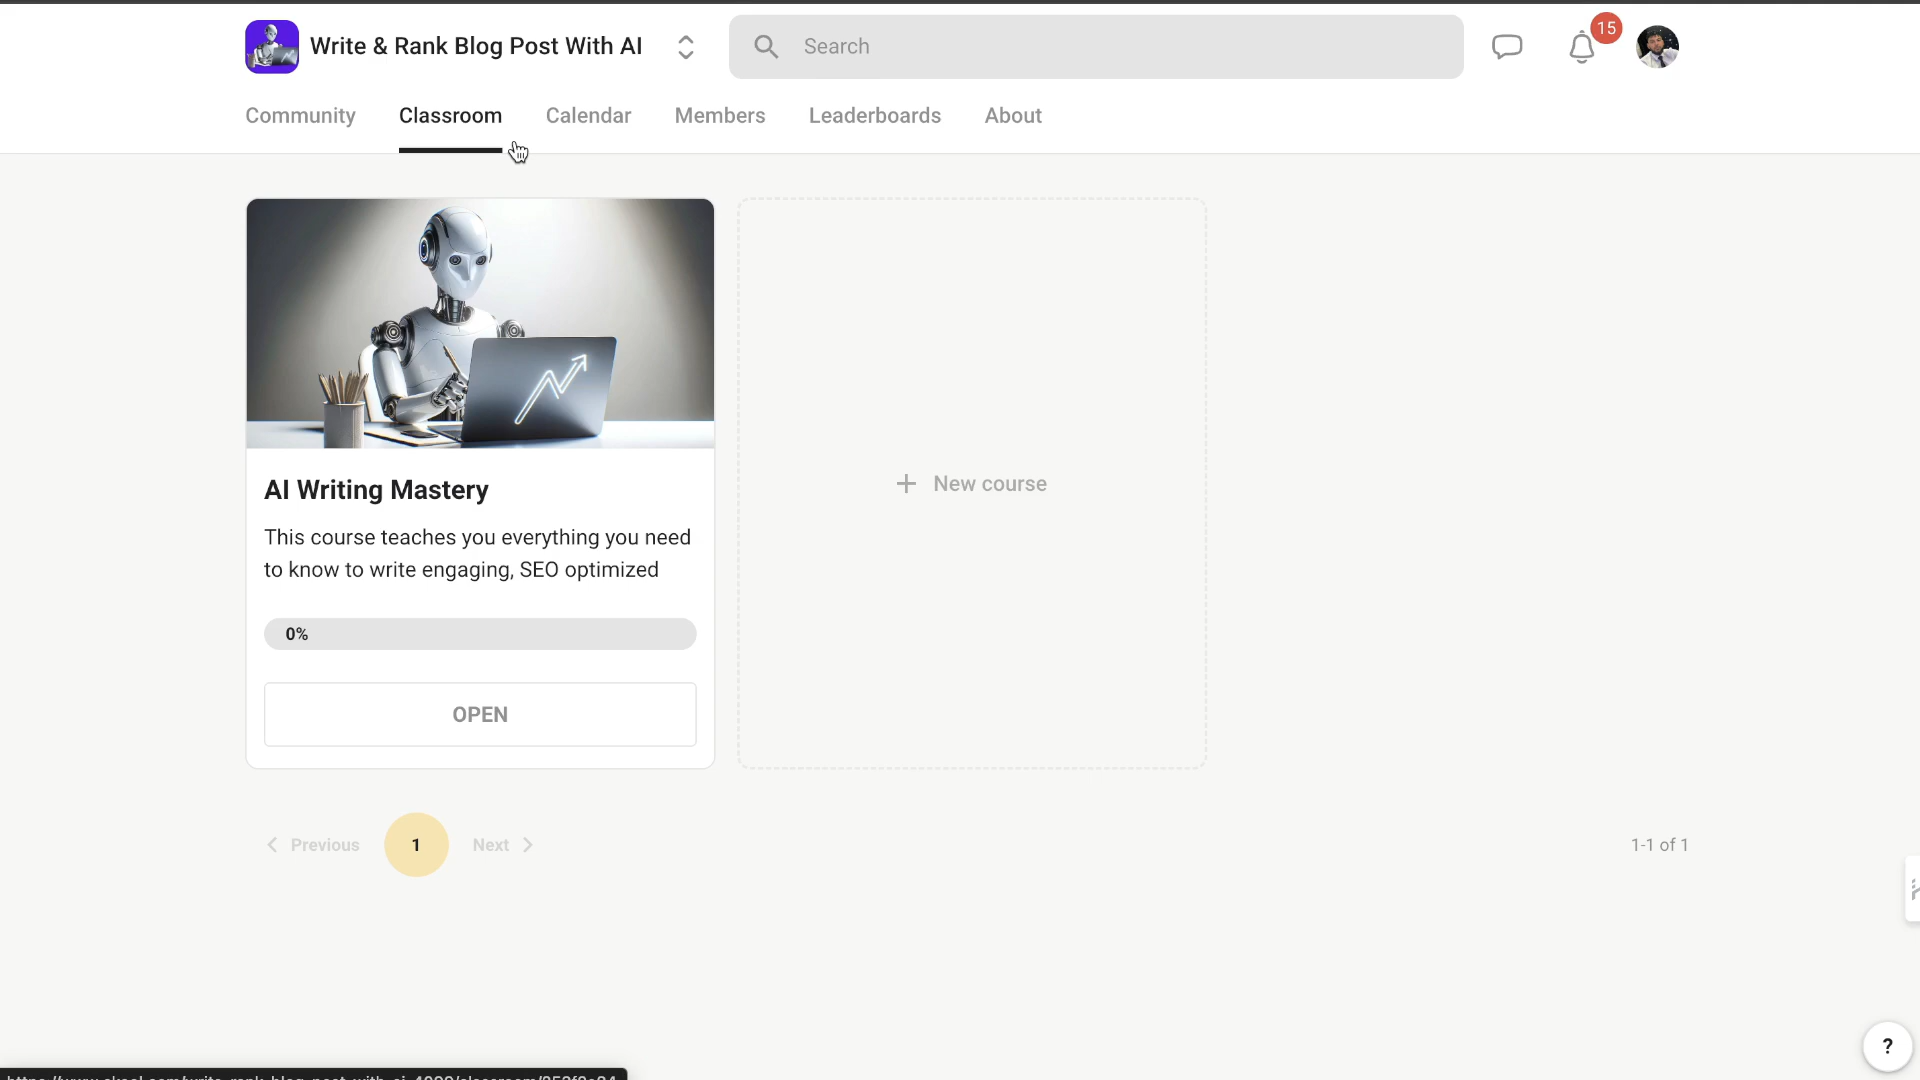 Write & Rank Blog Post With AI
Search
15
Community Classroom Calendar Members Leaderboards About
AI Writing Mastery
This course teaches you everything you need
to know to write engaging, SEO optimized
0%
OPEN
+ New course
Previous 1 Next
1-1 of 1
?